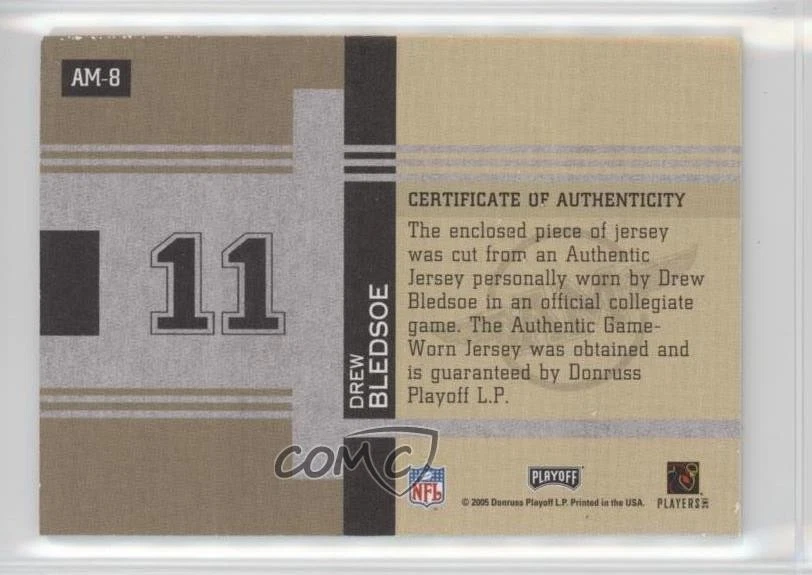 AM-8
11
DREW
BLEDSOE
CERTIFICATE OF AUTHENTICITY
The enclosed piece of jersey
was cut from an Authentic
Jersey personally worn by Drew
Bledsoe in an official collegiate
game. The Authentic Game-
Worn Jersey was obtained and
is guaranteed by Donruss
Playoff L.P.
COMC
NFL
PLAYOFF
© 2005 Donruss Playoff L.P. Printed in the USA.
PLAYERS INC